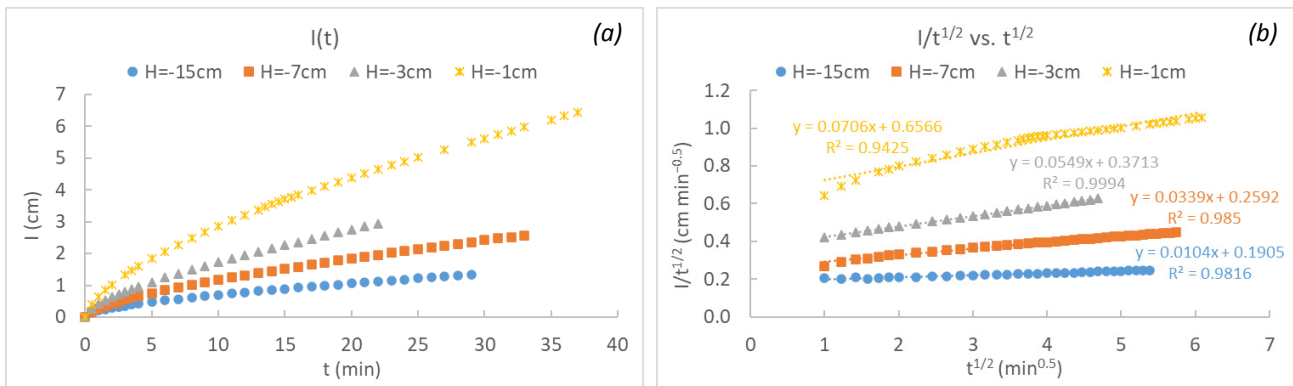 I(t)
(a)
H=-15cm H=-7cm H=-3cm H=-1cm
7
6
5
4
3
2
1
0
I (cm)
0 5 10 15 20 25 30 35 40
t (min)
I/t^{1/2} vs. t^{1/2}
(b)
H=-15cm H=-7cm H=-3cm H=-1cm
1.2
1.0
0.8
0.6
0.4
0.2
0.0
I/t^{1/2} (cm min^{−0.5})
y = 0.0706x + 0.6566
R² = 0.9425
y = 0.0549x + 0.3713
R² = 0.9994
y = 0.0339x + 0.2592
R² = 0.985
y = 0.0104x + 0.1905
R² = 0.9816
0 1 2 3 4 5 6 7
t^{1/2} (min^{0.5})